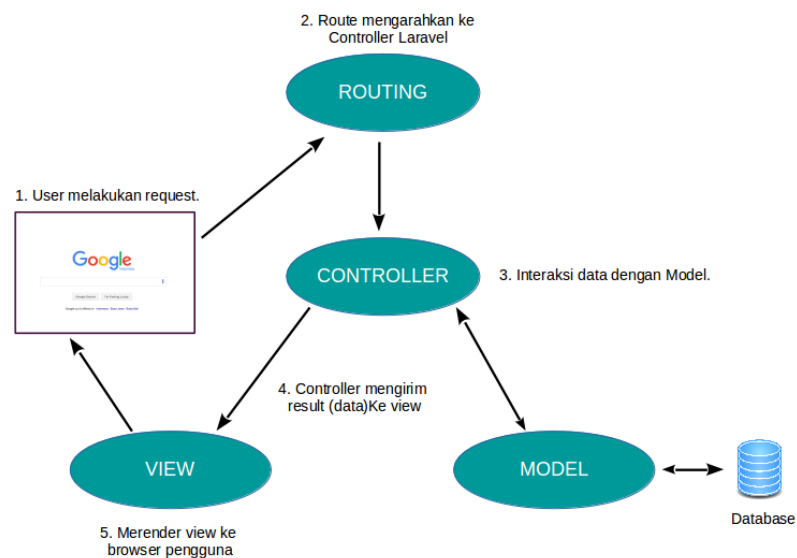 2. Route mengarahkan ke
Controller Laravel
ROUTING
1. User melakukan request.
Google
CONTROLLER
3. Interaksi data dengan Model.
4. Controller mengirim
result (data)Ke view
VIEW
MODEL
Database
5. Merender view ke
browser pengguna